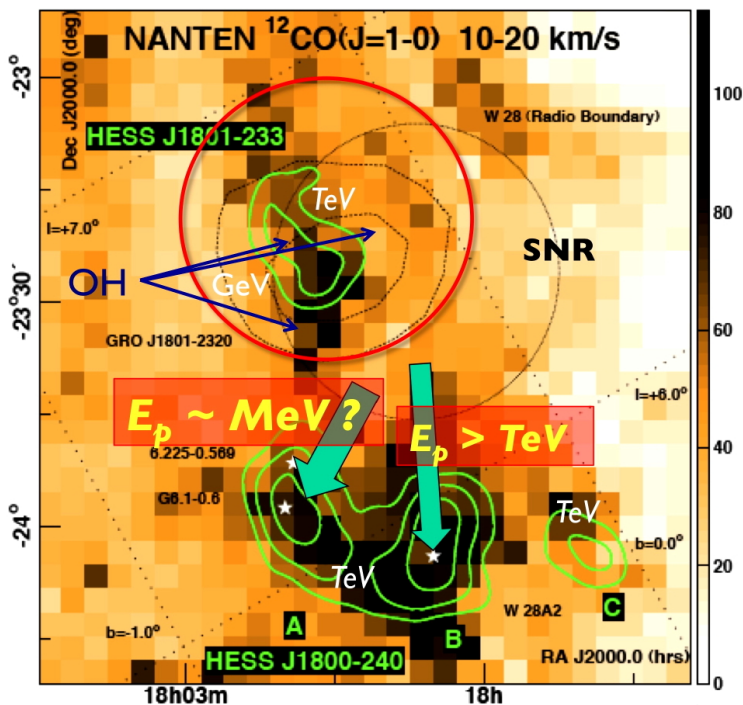 NANTEN ¹²CO(J=1-0) 10-20 km/s
-23°
Dec J2000.0 (deg)
HESS J1801-233
W 28 (Radio Boundary)
100
TeV
l=+7.0°
80
SNR
OH
GeV
-23°30´
GRO J1801-2320
60
l=+6.0°
E_p ~ MeV ?
E_p > TeV
40
6.225-0.569
G6.1-0.6
-24°
TeV
b=0.0°
20
TeV
W 28A2
C
A
B
b=-1.0°
HESS J1800-240
RA J2000.0 (hrs)
0
18h03m
18h